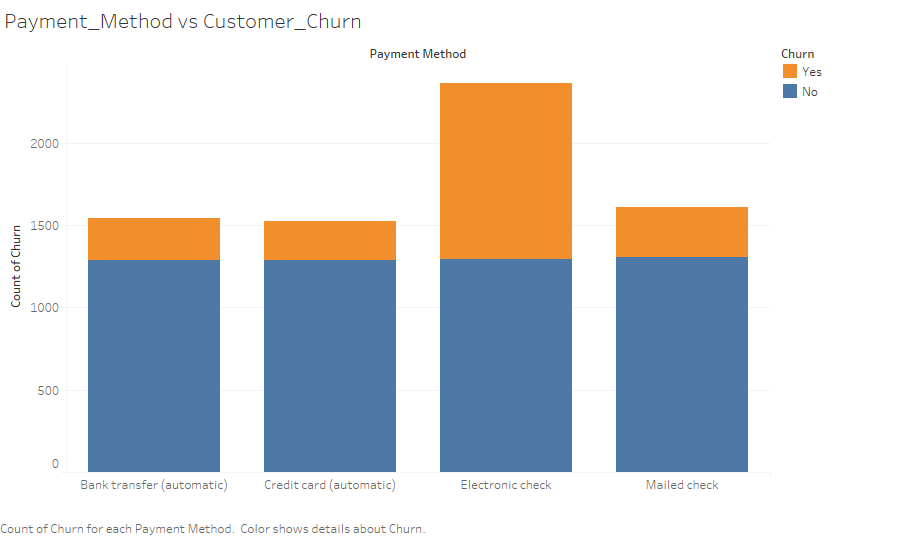 Payment_Method vs Customer_Churn
Payment Method
Churn
Yes
No
Count of Churn
2000
1500
1000
500
0
Bank transfer (automatic)
Credit card (automatic)
Electronic check
Mailed check
Count of Churn for each Payment Method. Color shows details about Churn.